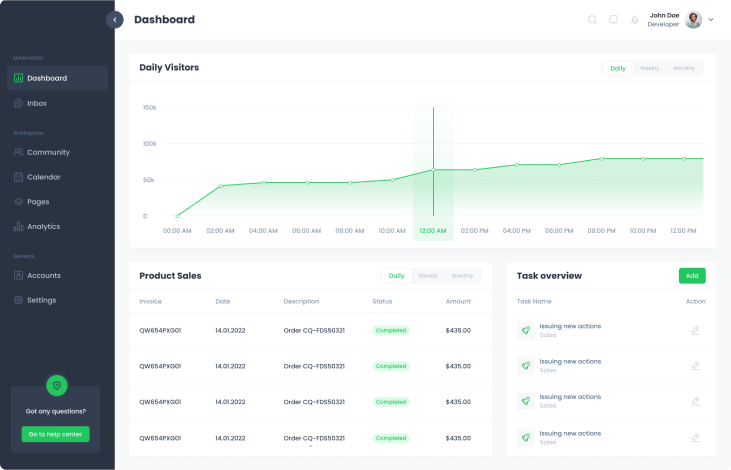 Dashboard
John Doe
Developer
MAIN MENU
Dashboard
Inbox
Workspace
Community
Calendar
Pages
Analytics
General
Accounts
Settings
Got any questions?
Go to help center
Daily Visitors
Daily Weekly Monthly
150k
100k
50k
0
00:00 AM 02:00 AM 04:00 AM 06:00 AM 08:00 AM 10:00 AM 12:00 AM 02:00 PM 04:00 PM 06:00 PM 08:00 PM 10:00 PM 12:00 PM
Product Sales
Daily Weekly Monthly
Invoice Date Description Status Amount
QW654PXG01 14.01.2022 Order CQ-FDS50321 Completed $435.00
QW654PXG01 14.01.2022 Order CQ-FDS50321 Completed $435.00
QW654PXG01 14.01.2022 Order CQ-FDS50321 Completed $435.00
QW654PXG01 14.01.2022 Order CQ-FDS50321 Completed $435.00
Task overview
Add
Task Name Action
Issuing new actions
Sales
Issuing new actions
Sales
Issuing new actions
Sales
Issuing new actions
Sales